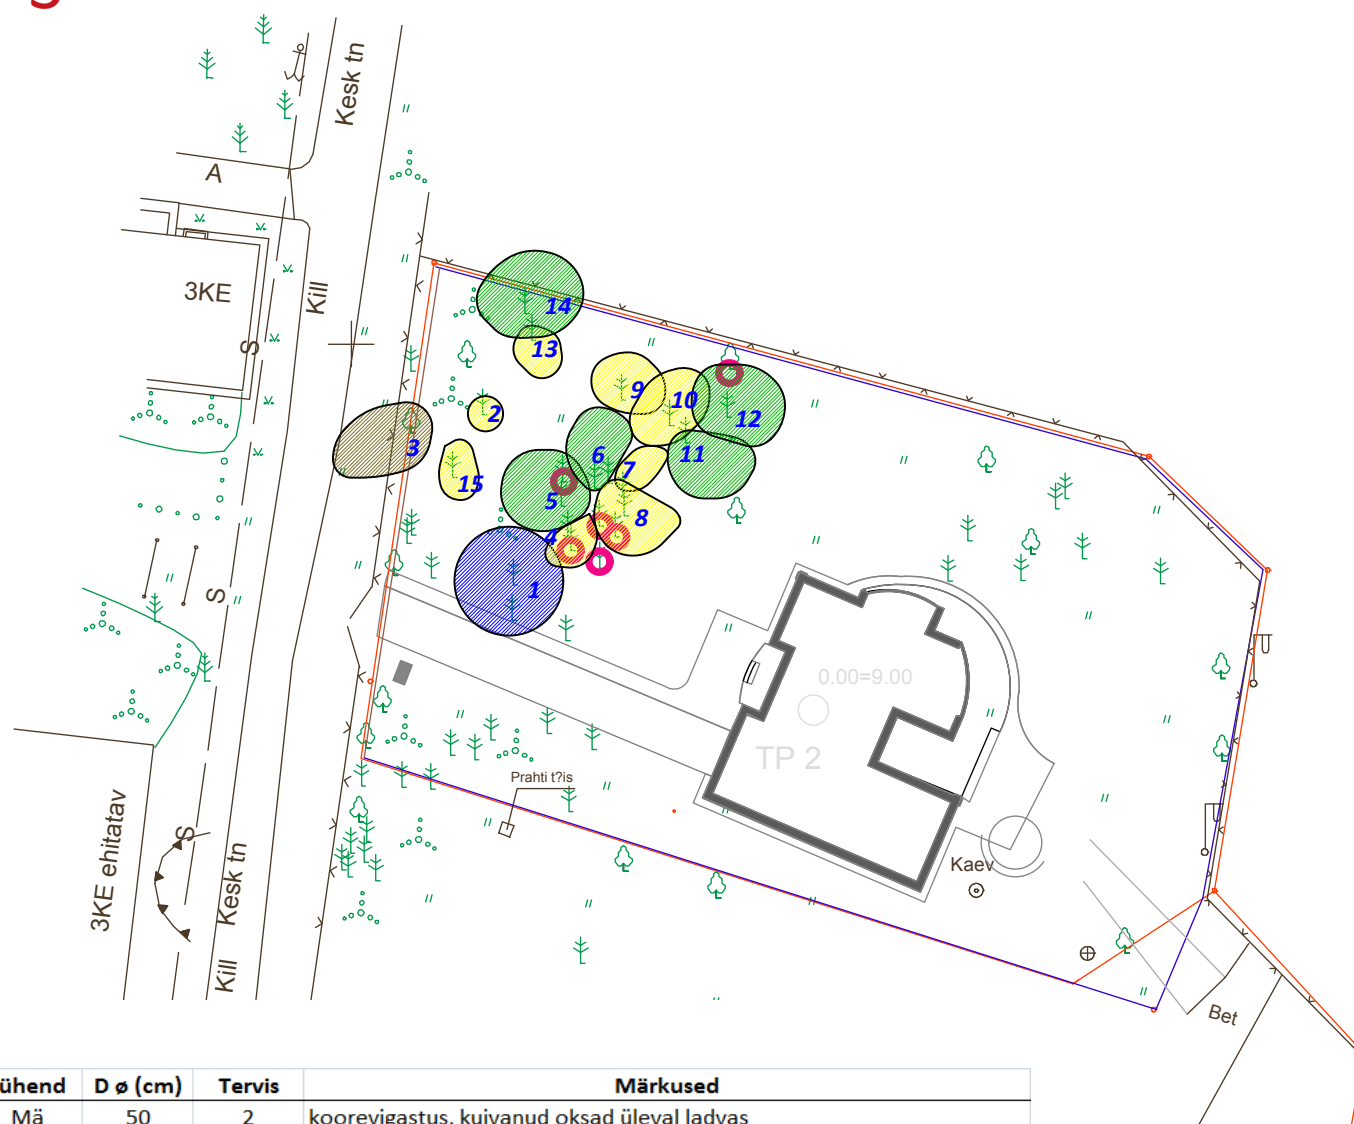 g
Kesk tn
A
3KE
Kill
S
14
13
9
10
2
12
3
6
11
15
7
5
8
4
1
S
0.00=9.00
TP 2
Prahti t?is
S
3KE ehitatav
Kesk tn
Kaev
Kill
Bet
ühend D ø (cm) Tervis Märkused
Mä 50 2 koorevigastus, kuivanud oksad üleval ladvas